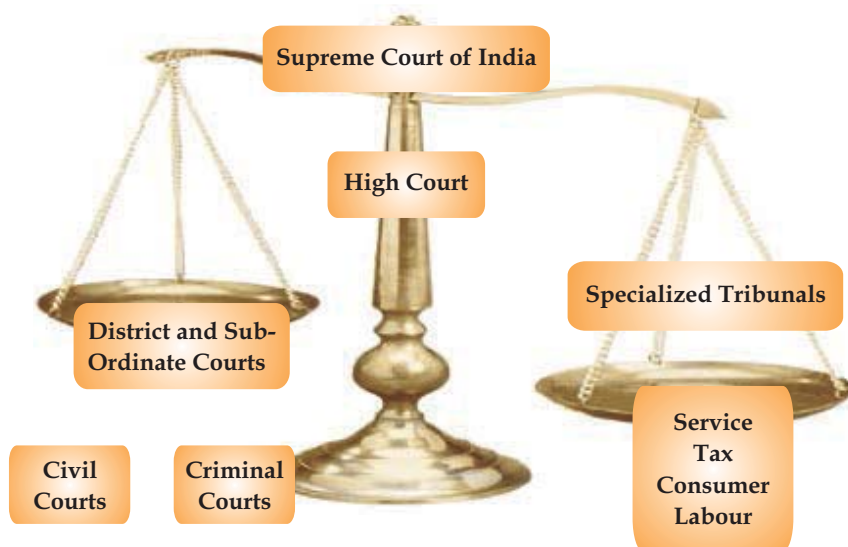 Supreme Court of India
High Court
Specialized Tribunals
District and Sub-
Ordinate Courts
Service
Tax
Consumer
Labour
Civil
Courts
Criminal
Courts